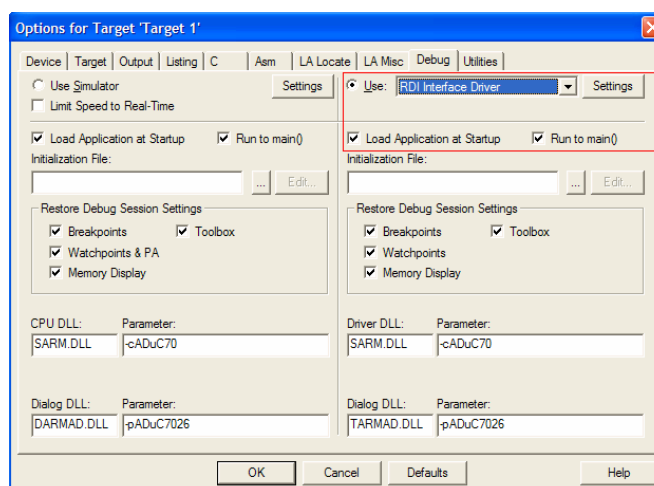 Options for Target 'Target 1'
Device Target Output Listing C Asm LA Locate LA Misc Debug Utilities
Use Simulator Settings Use: RDI Interface Driver Settings
Limit Speed to Real-Time
Load Application at Startup Run to main() Load Application at Startup Run to main()
Initialization File: Initialization File:
... Edit... ... Edit...
Restore Debug Session Settings Restore Debug Session Settings
Breakpoints Toolbox Breakpoints Toolbox
Watchpoints & PA Watchpoints
Memory Display Memory Display
CPU DLL: Parameter: Driver DLL: Parameter:
SARM.DLL -cADuC70 SARM.DLL -cADuC70
Dialog DLL: Parameter: Dialog DLL: Parameter:
DARMAD.DLL -pADuC7026 TARMAD.DLL -pADuC7026
OK Cancel Defaults Help